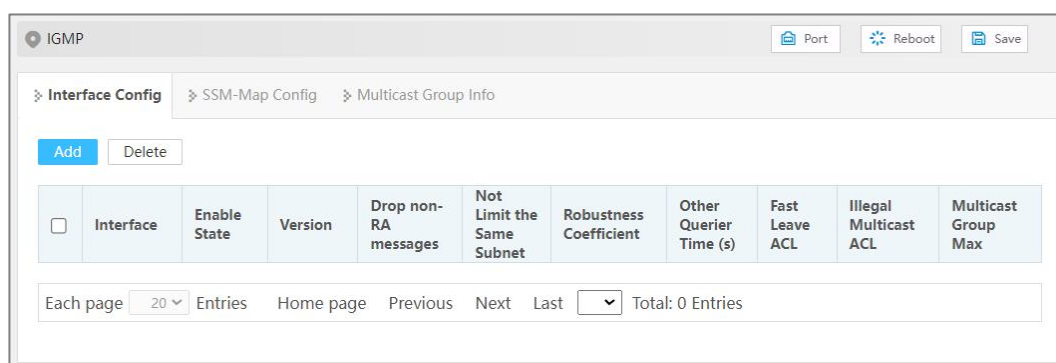 IGMP
Port
Reboot
Save
Interface Config
SSM-Map Config
Multicast Group Info
Add
Delete
Interface
Enable
State
Version
Drop non-
RA
messages
Not
Limit the
Same
Subnet
Robustness
Coefficient
Other
Querier
Time (s)
Fast
Leave
ACL
Illegal
Multicast
ACL
Multicast
Group
Max
Each page 20 Entries Home page Previous Next Last Total: 0 Entries